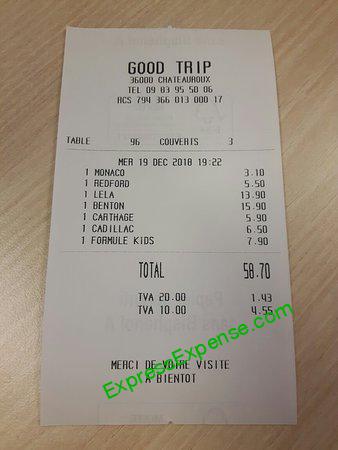 GOOD TRIP
36000 CHATEAUROUX
TEL 09 83 95 50 06
RCS 794 366 013 000 17
TABLE 96 COUVERTS 3
MER 19 DEC 2018 19:22
1 MONACO 3.10
1 REDFORD 5.50
1 LELA 13.90
1 BENTON 15.90
1 CARTHAGE 5.90
1 CADILLAC 6.50
1 FORMULE KIDS 7.90
TOTAL 58.70
TVA 20.00 1.43
TVA 10.00 4.55
MERCI DE VOTRE VISITE
A BIENTOT
ExpressExpense.com